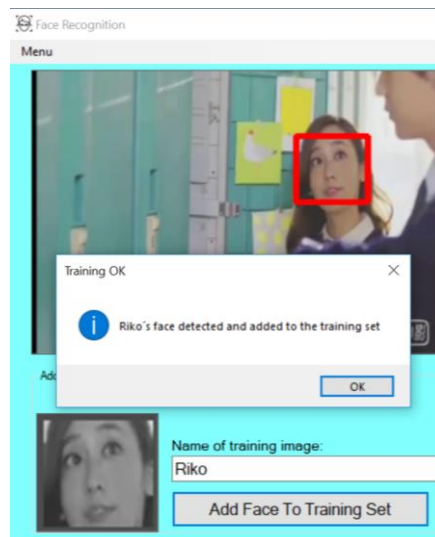 Face Recognition
Menu
Training OK
Riko´s face detected and added to the training set
OK
Ad
Name of training image:
Riko
Add Face To Training Set